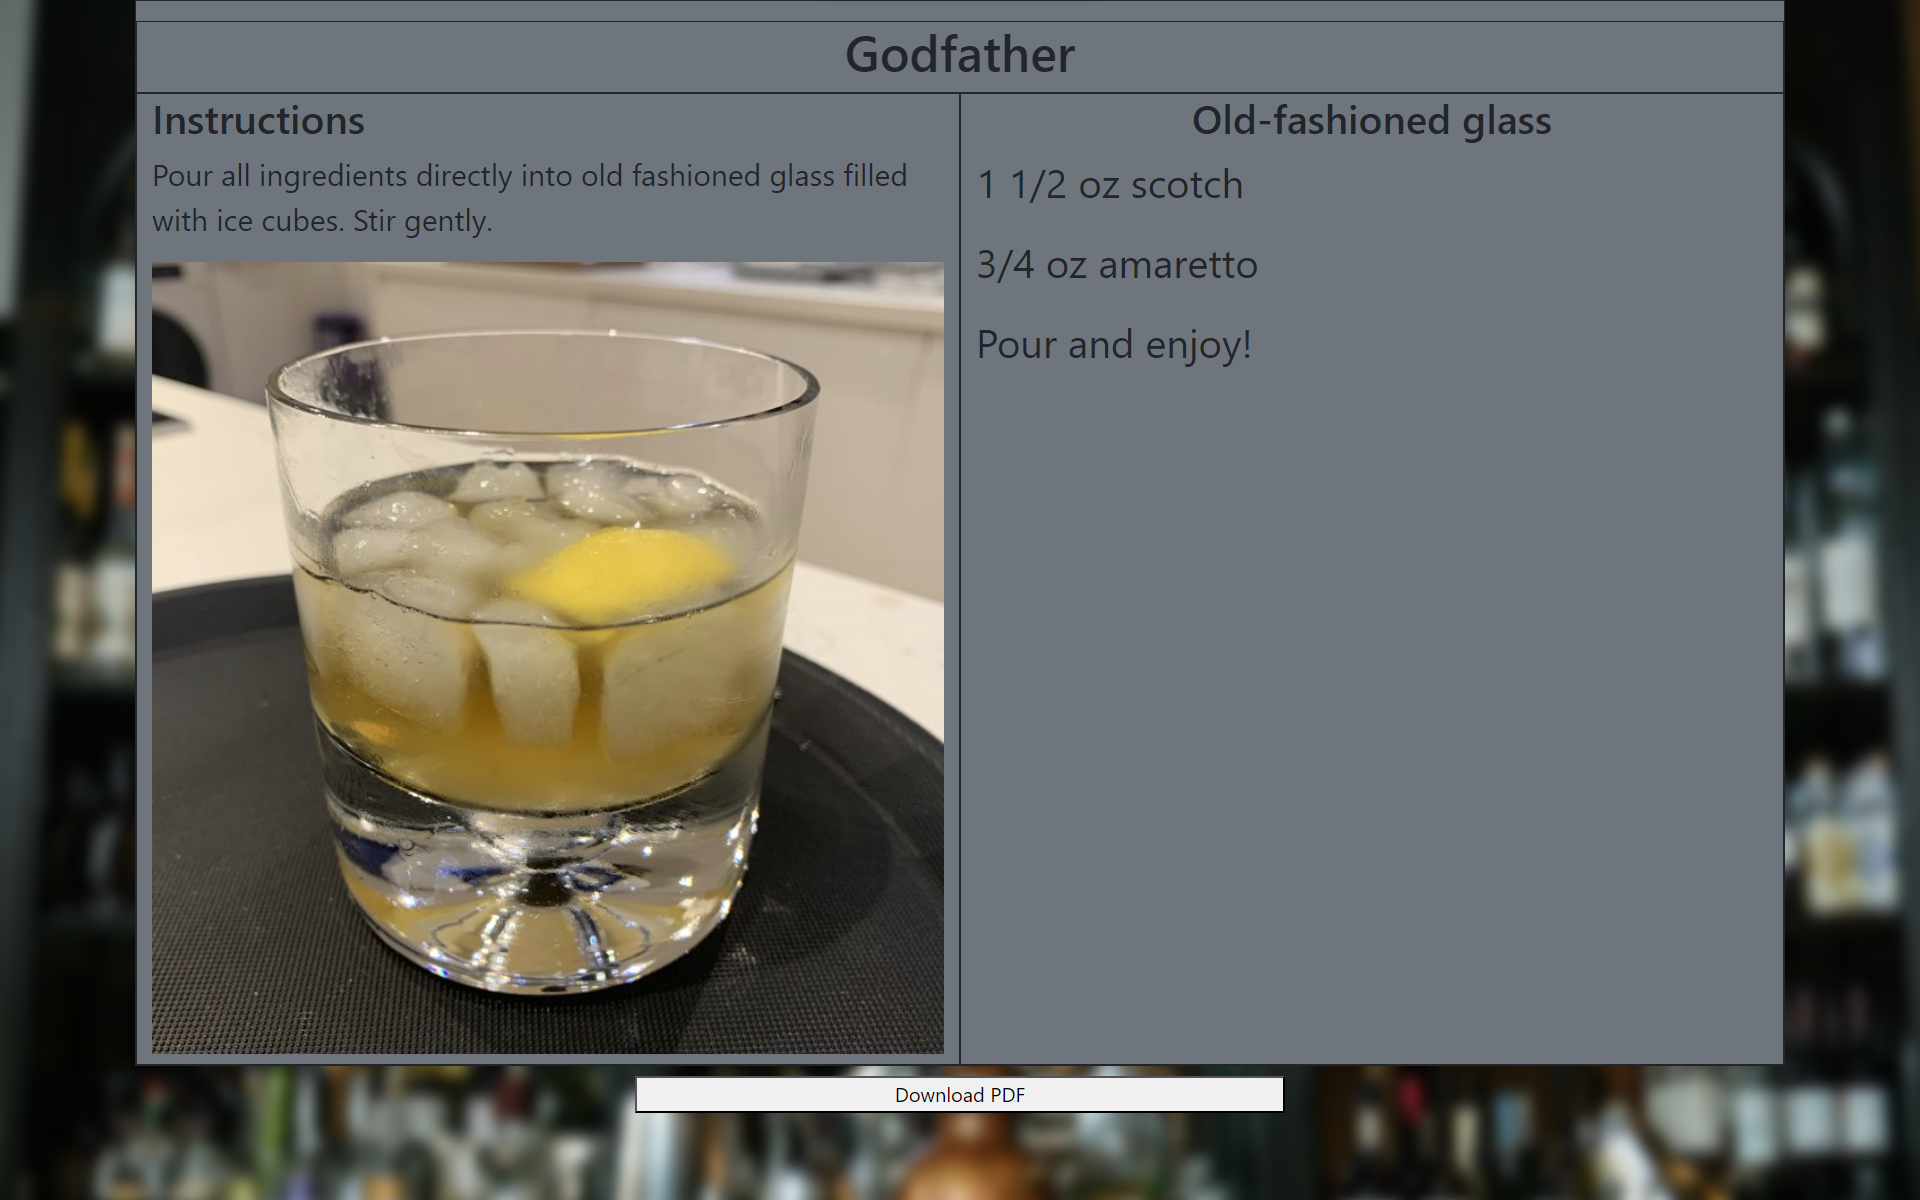 Godfather
Instructions
Pour all ingredients directly into old fashioned glass filled
with ice cubes. Stir gently.
Old-fashioned glass
1 1/2 oz scotch
3/4 oz amaretto
Pour and enjoy!
Download PDF